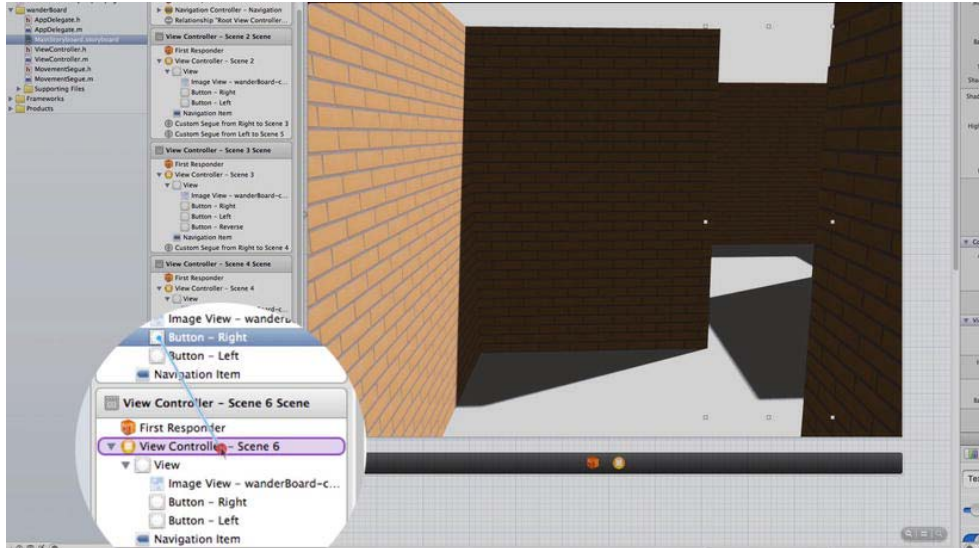 wanderBoard
AppDelegate.h
AppDelegate.m
MainStoryboard.storyboard
ViewController.h
ViewController.m
MovementSegue.h
MovementSegue.m
Supporting Files
Frameworks
Products
Navigation Controller - Navigation
Relationship "Root View Controller...
View Controller - Scene 2 Scene
First Responder
View Controller - Scene 2
View
Image View - wanderBoard-c...
Button - Right
Button - Left
Navigation Item
Custom Segue from Right to Scene 3
Custom Segue from Left to Scene 5
View Controller - Scene 3 Scene
First Responder
View Controller - Scene 3
View
Image View - wanderBoard-c...
Button - Right
Button - Left
Button - Reverse
Navigation Item
Custom Segue from Right to Scene 4
View Controller - Scene 4 Scene
First Responder
View Controller - Scene 4
View
Image View - wanderB
Button - Right
Button - Left
Navigation Item
View Controller - Scene 6 Scene
First Responder
View Controller - Scene 6
View
Image View - wanderBoard-c...
Button - Right
Button - Left
Navigation Item